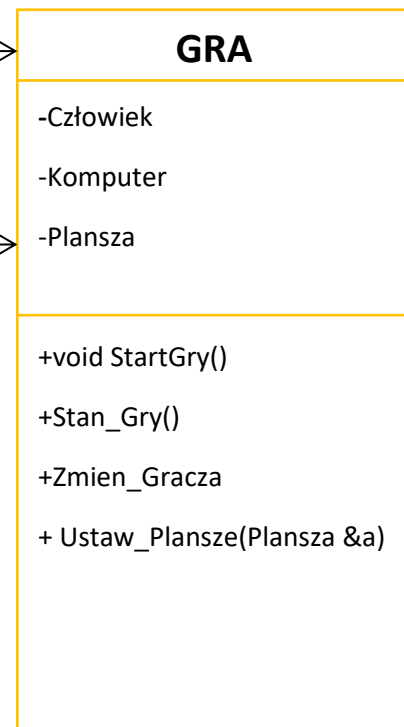 GRA
-Człowiek
-Komputer
-Plansza
+void StartGry()
+Stan_Gry()
+Zmien_Gracza
+ Ustaw_Plansze(Plansza &a)